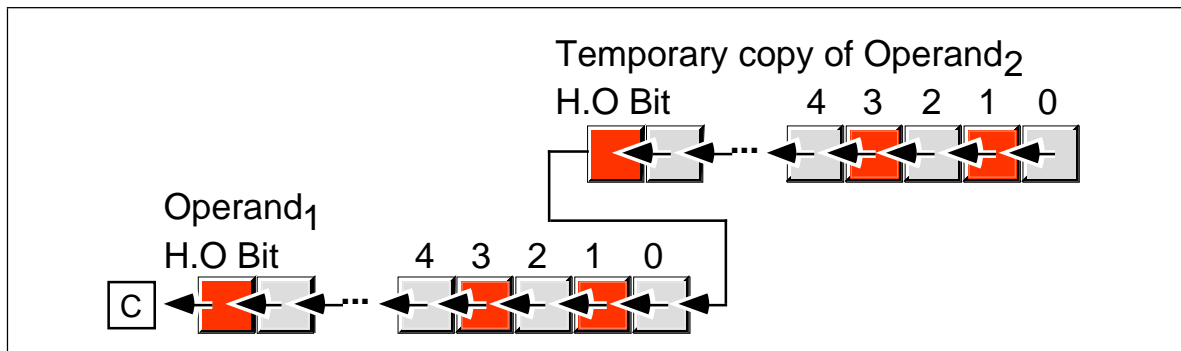 Temporary copy of Operand2
H.O Bit 4 3 2 1 0
...
Operand1
H.O Bit 4 3 2 1 0
C ...